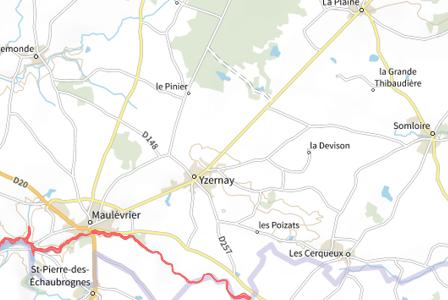 La Plaine
emonde
la Grande
Thibaudière
le Pinier
Somloire
D148
la Devison
Yzernay
D20
Maulévrier
les Poizats
D257
Les Cerqueux
St-Pierre-des-
Échaubrognes